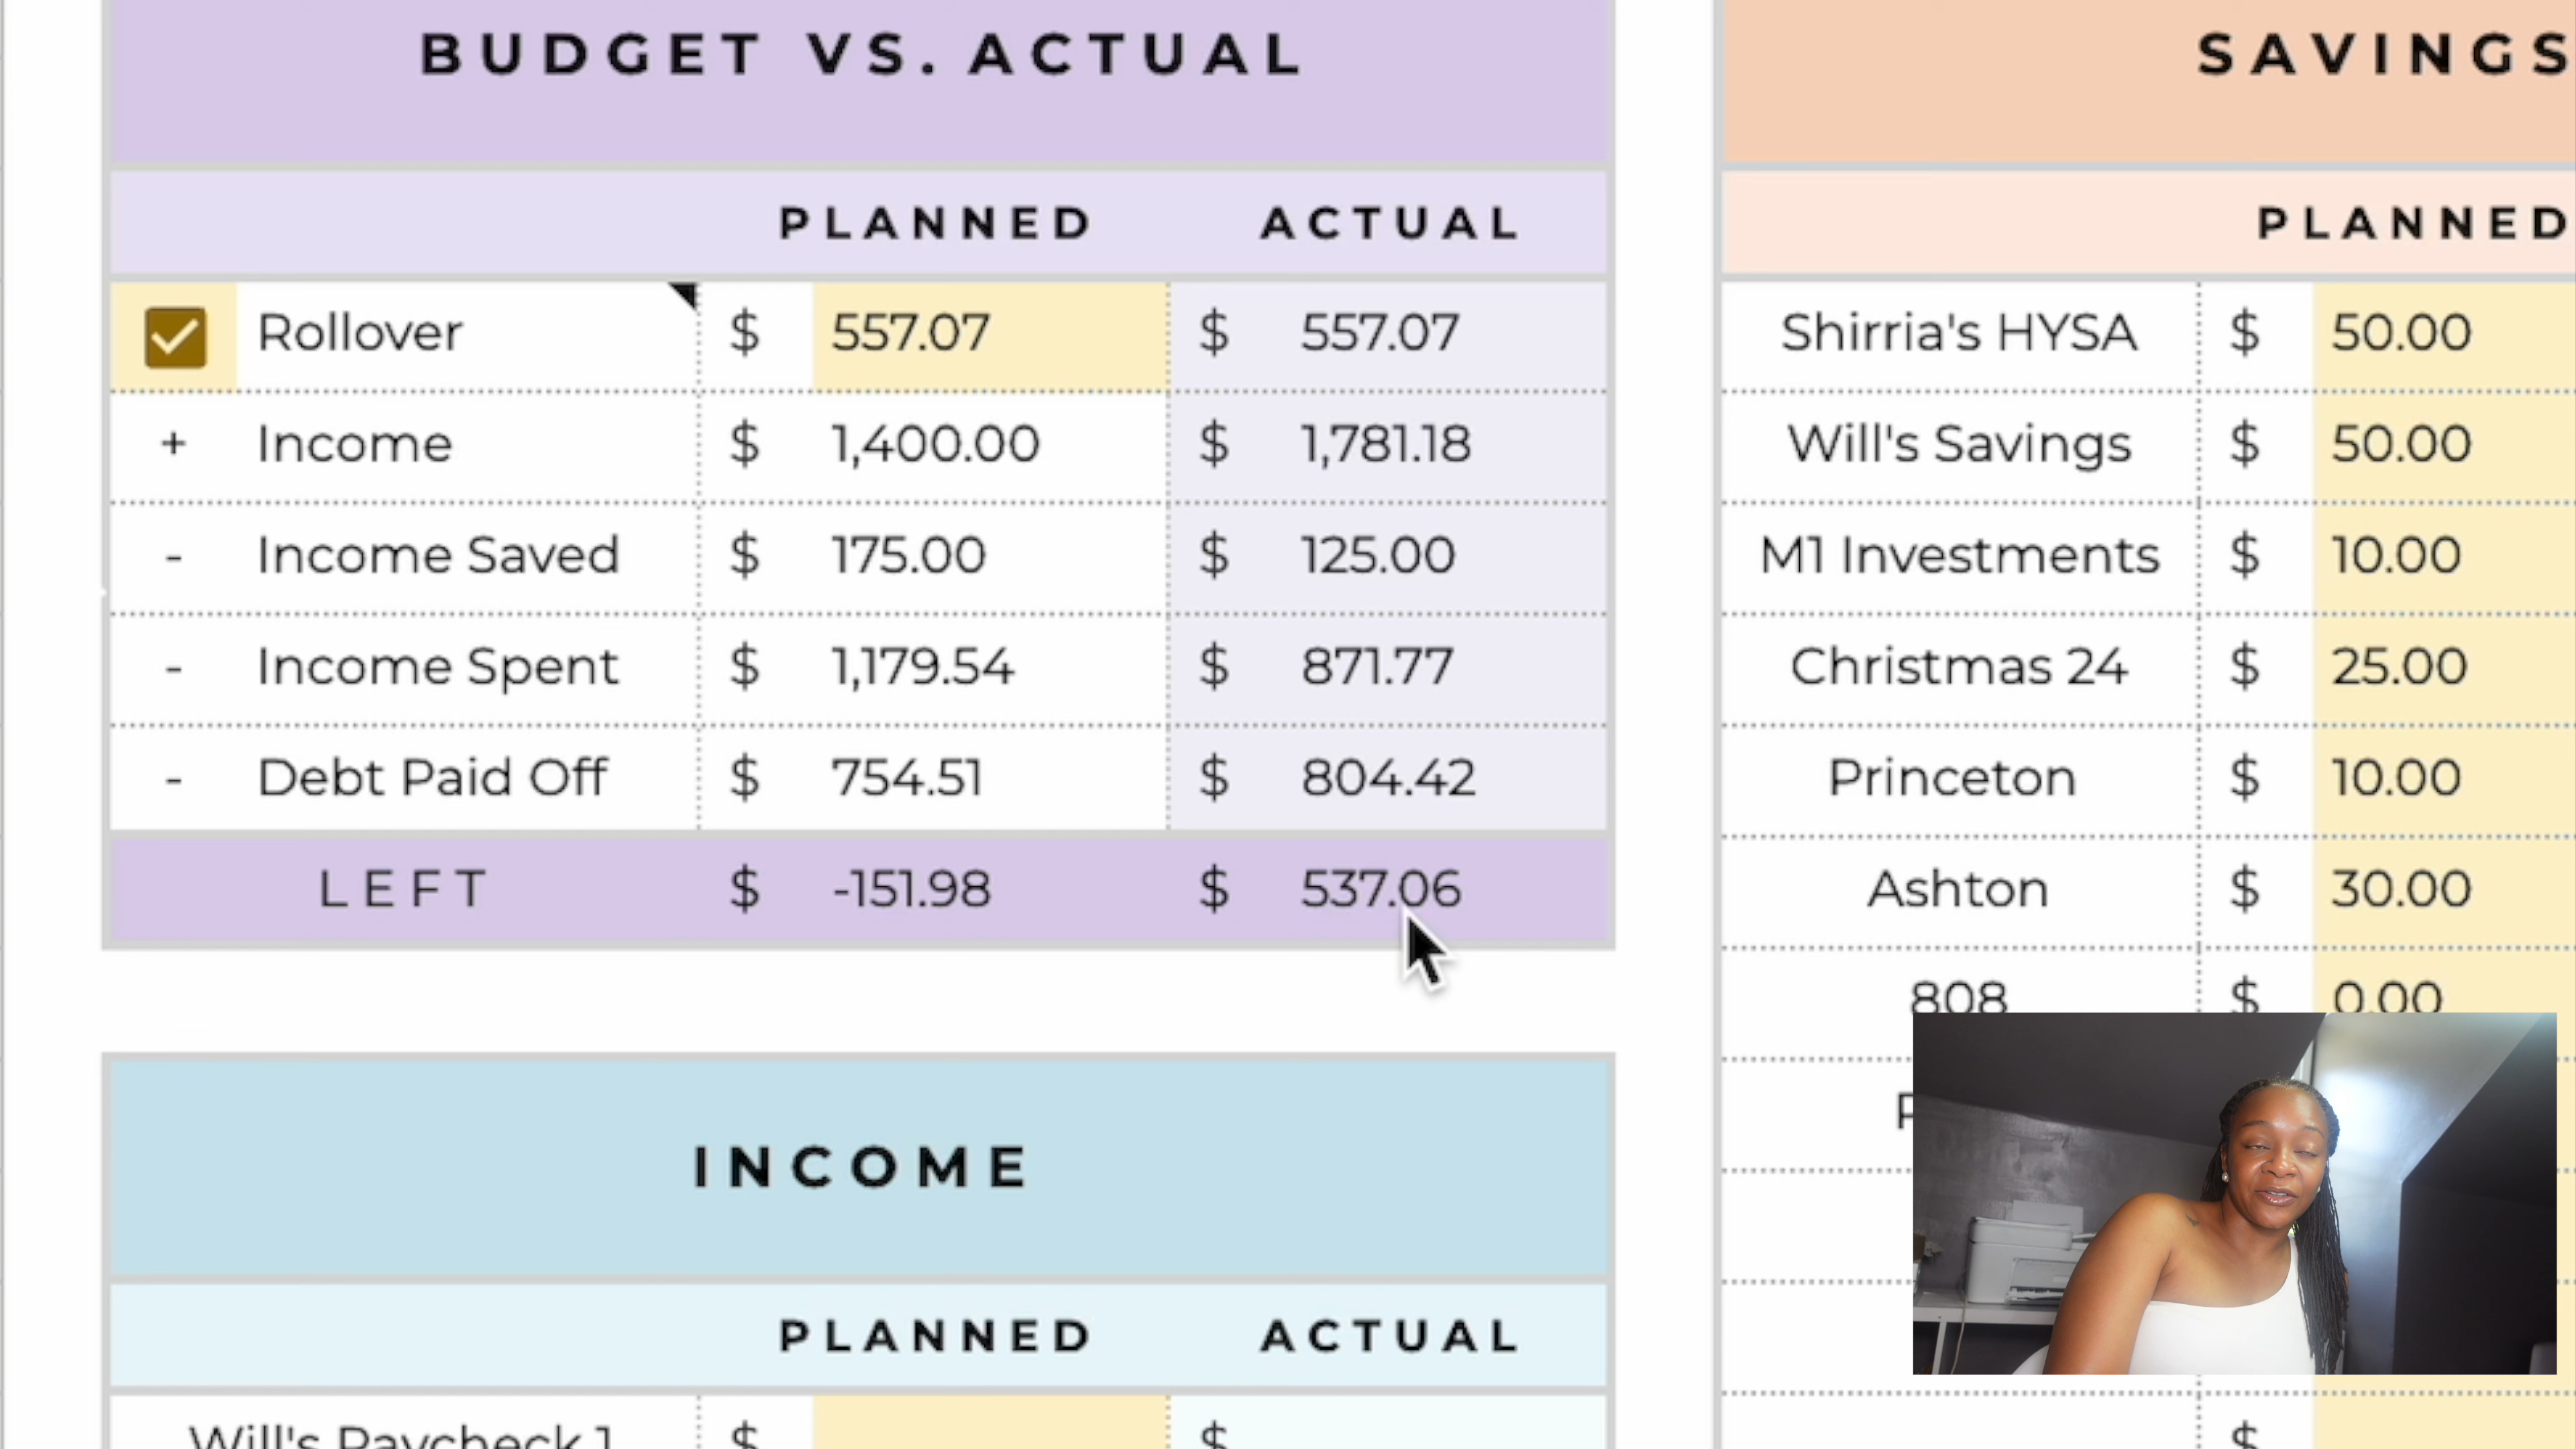 BUDGET VS. ACTUAL
PLANNED ACTUAL
Rollover $ 557.07 $ 557.07
+ Income $ 1,400.00 $ 1,781.18
- Income Saved $ 175.00 $ 125.00
- Income Spent $ 1,179.54 $ 871.77
- Debt Paid Off $ 754.51 $ 804.42
LEFT $ -151.98 $ 537.06
INCOME
PLANNED ACTUAL
Will's Paycheck 1 $ $
SAVINGS
PLANNED
Shirria's HYSA $ 50.00
Will's Savings $ 50.00
M1 Investments $ 10.00
Christmas 24 $ 25.00
Princeton $ 10.00
Ashton $ 30.00
808 $ 0.00
$